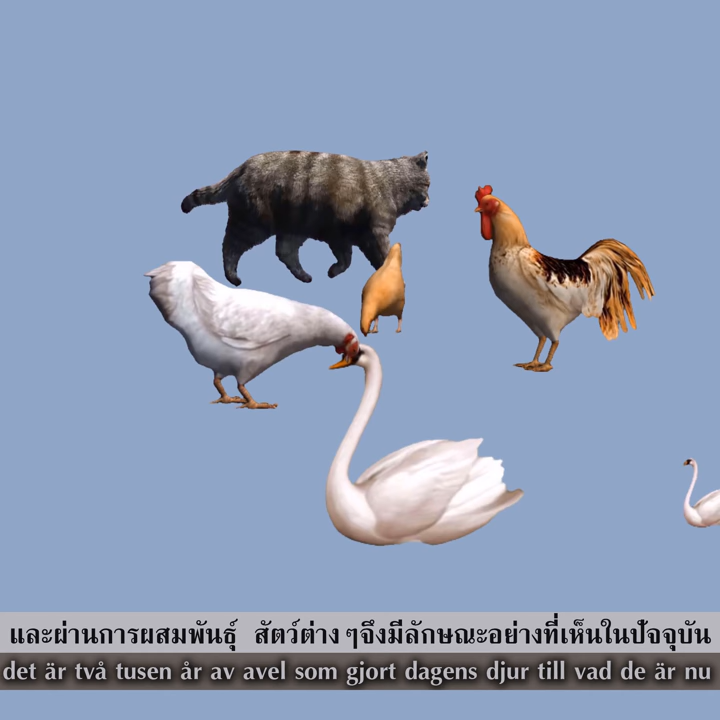 และผ่านการผสมพันธุ์ สัตว์ต่าง ๆจึงมีลักษณะอย่างที่เห็นในปัจจุบัน
det är två tusen år av avel som gjort dagens djur till vad de är nu